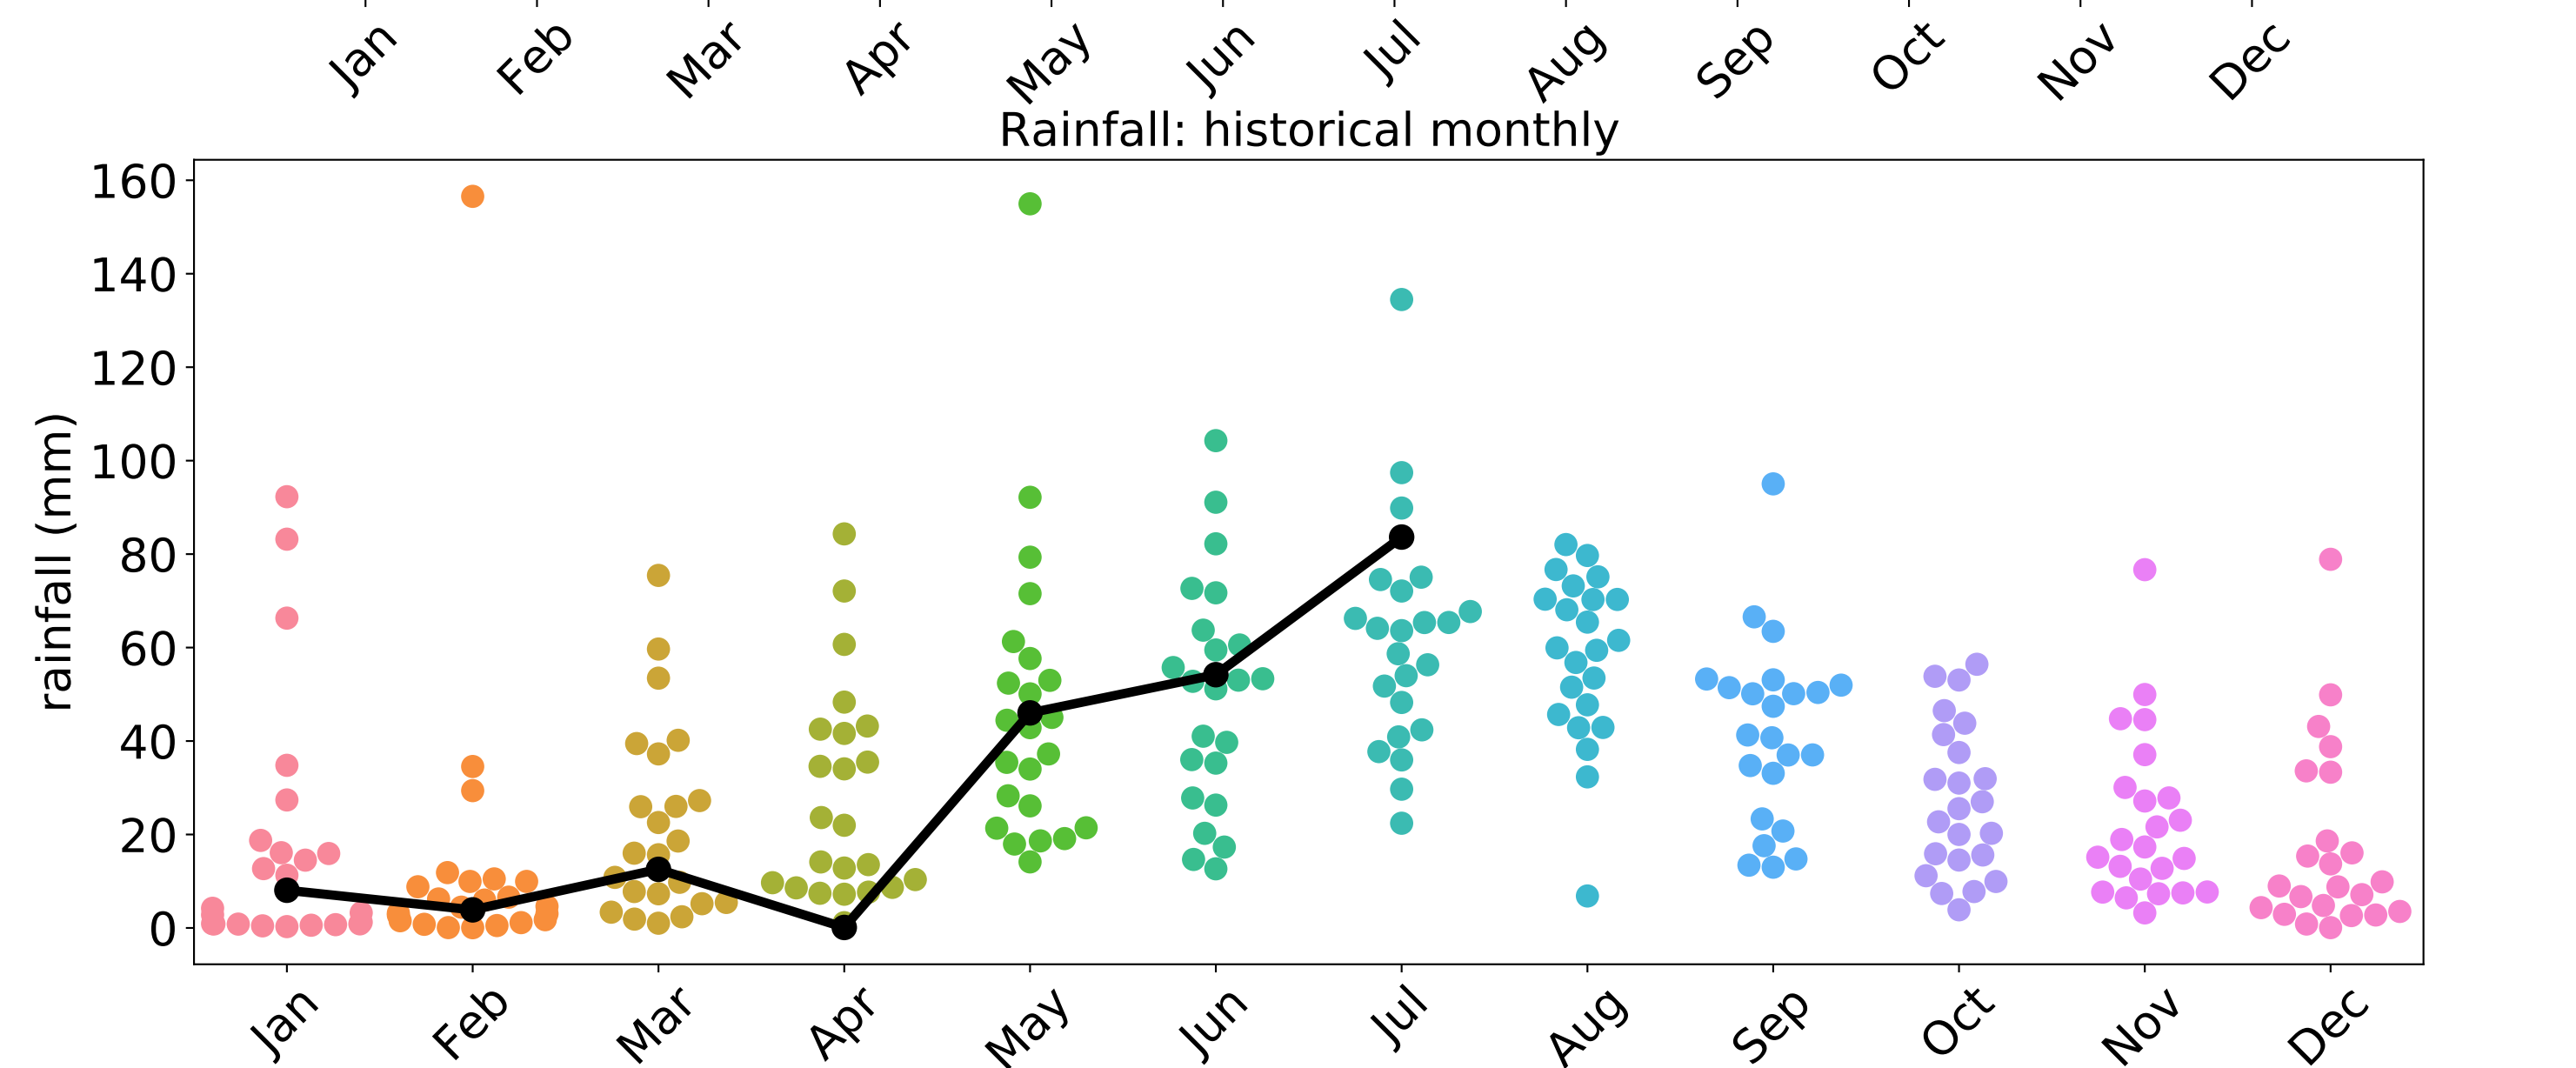 Jan Feb Mar Apr May Jun Jul Aug Sep Oct Nov Dec
Rainfall: historical monthly
160
140
120
100
80
60
40
20
0
rainfall (mm)
Jan Feb Mar Apr May Jun Jul Aug Sep Oct Nov Dec